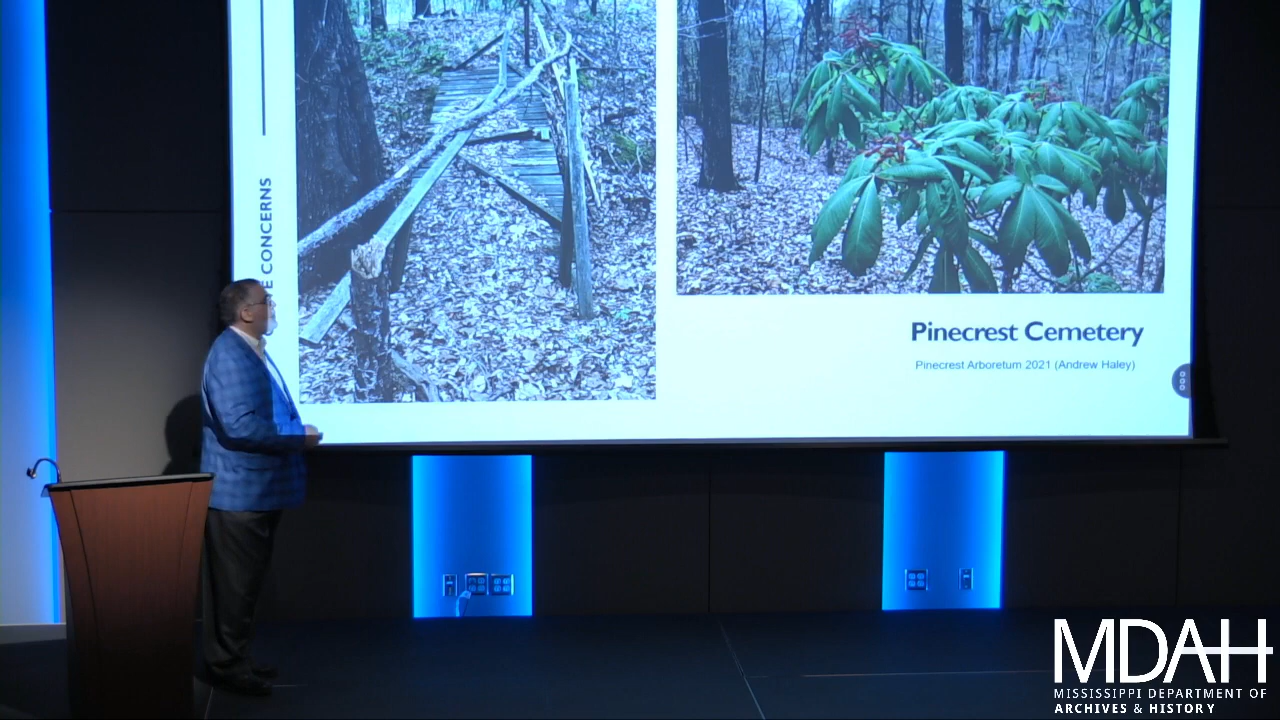 CONCERNS
Pinecrest Cemetery
Pinecrest Arboretum 2021 (Andrew Haley)
MDAH
MISSISSIPPI DEPARTMENT OF
ARCHIVES & HISTORY